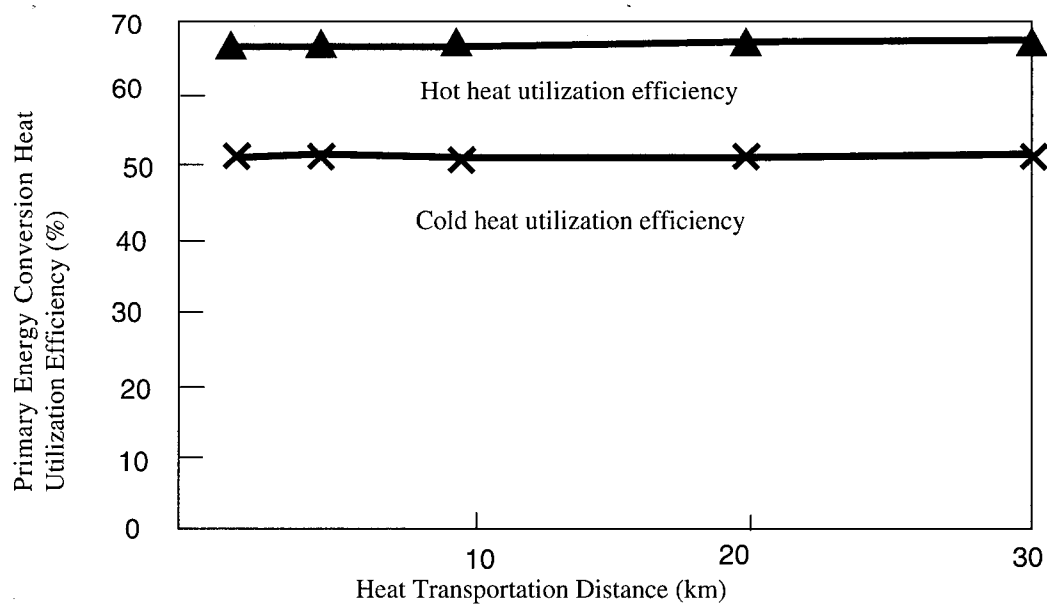 70
60
50
40
30
20
10
0
Primary Energy Conversion Heat
Utilization Efficiency (%)
Hot heat utilization efficiency
Cold heat utilization efficiency
10
20
30
Heat Transportation Distance (km)